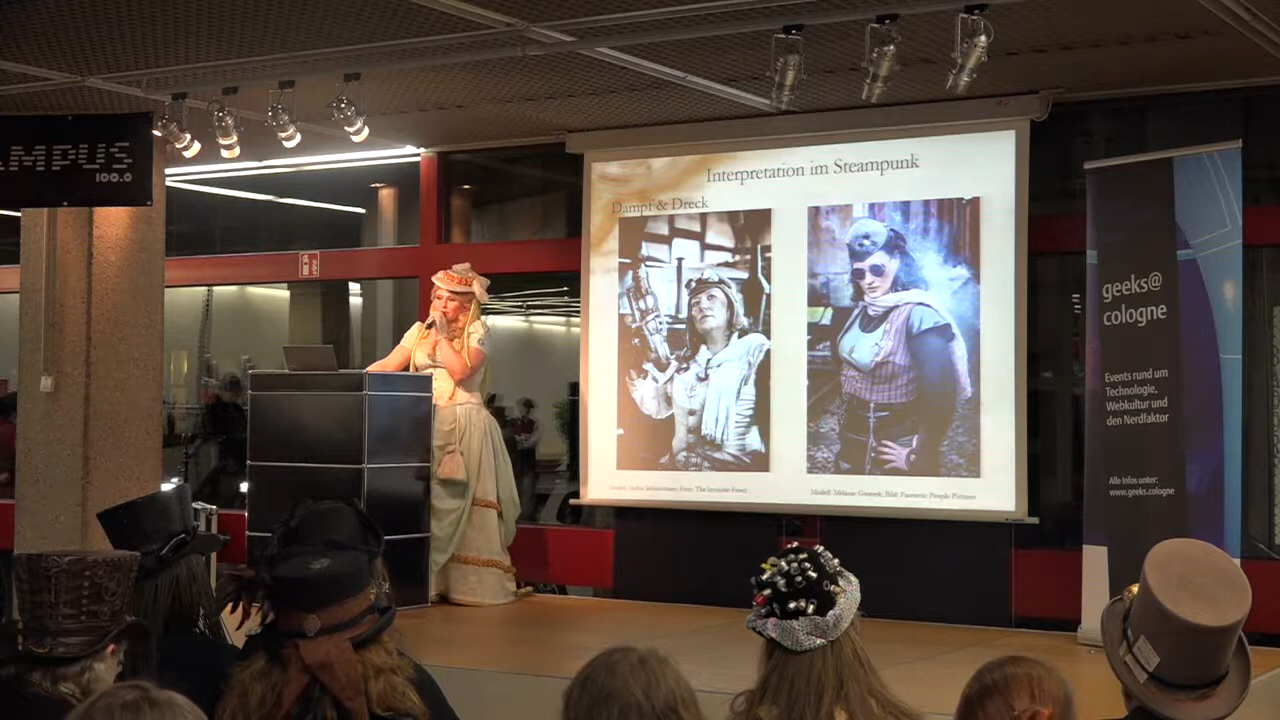 AMPUS
100.0
Interpretation im Steampunk
Dampf & Dreck
geeks@
cologne
Events rund um
Technologie,
Webkultur und
den Nerdfaktor
Alle Infos unter:
www.geeks.cologne